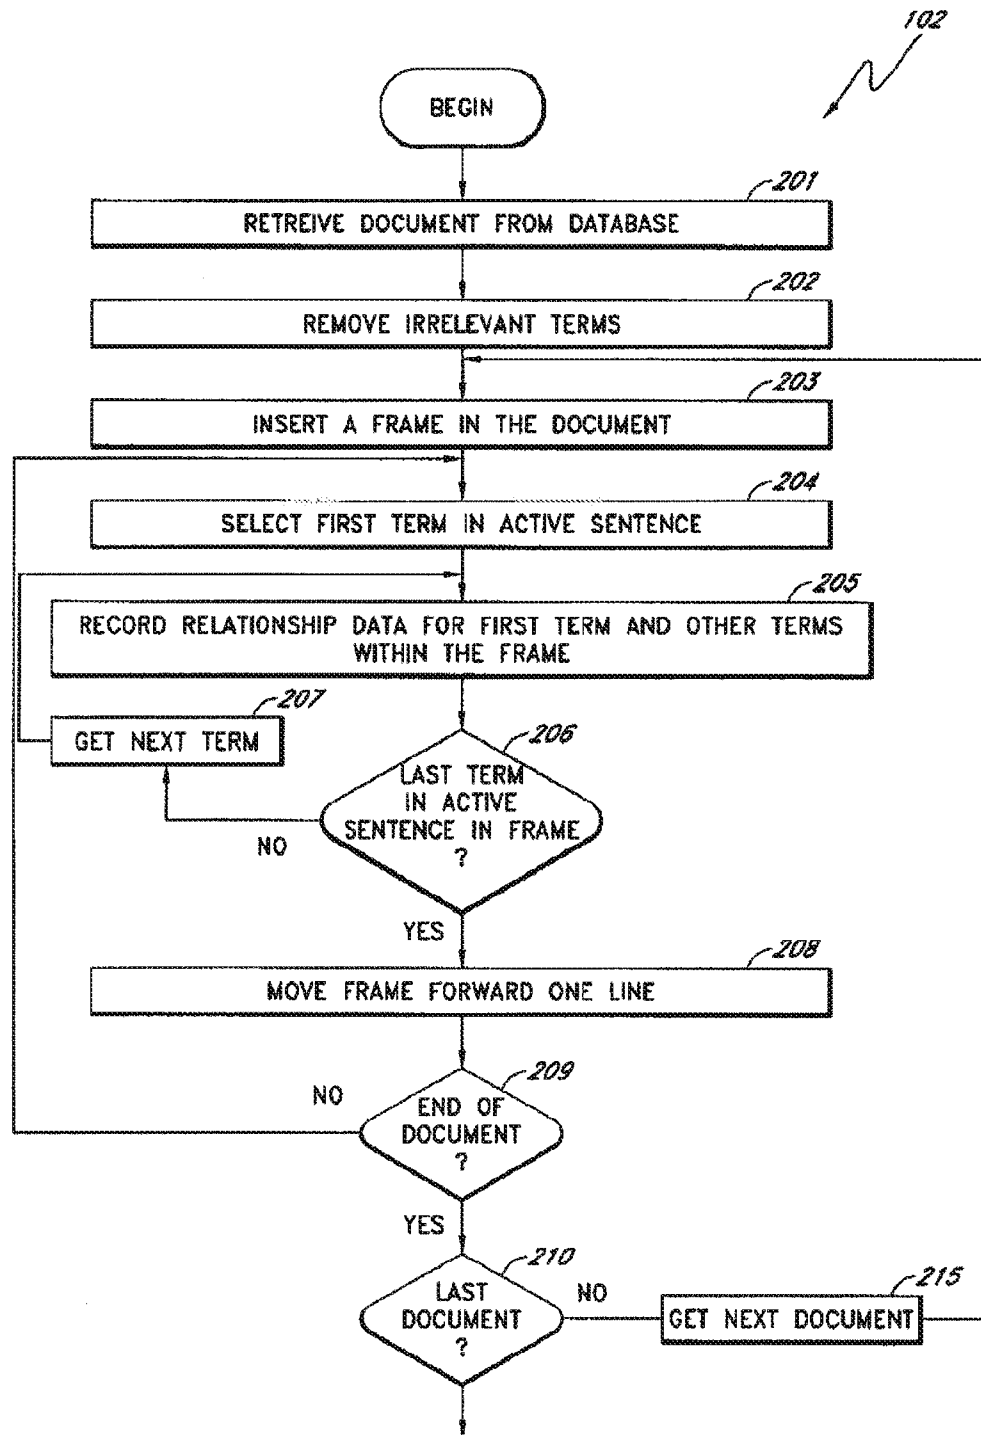 102
BEGIN
201
RETREIVE DOCUMENT FROM DATABASE
202
REMOVE IRRELEVANT TERMS
203
INSERT A FRAME IN THE DOCUMENT
204
SELECT FIRST TERM IN ACTIVE SENTENCE
205
RECORD RELATIONSHIP DATA FOR FIRST TERM AND OTHER TERMS
WITHIN THE FRAME
207
GET NEXT TERM
206
LAST TERM
IN ACTIVE
SENTENCE IN FRAME
?
NO
YES
208
MOVE FRAME FORWARD ONE LINE
209
NO
END OF
DOCUMENT
?
YES
210
LAST
DOCUMENT
?
NO
215
GET NEXT DOCUMENT